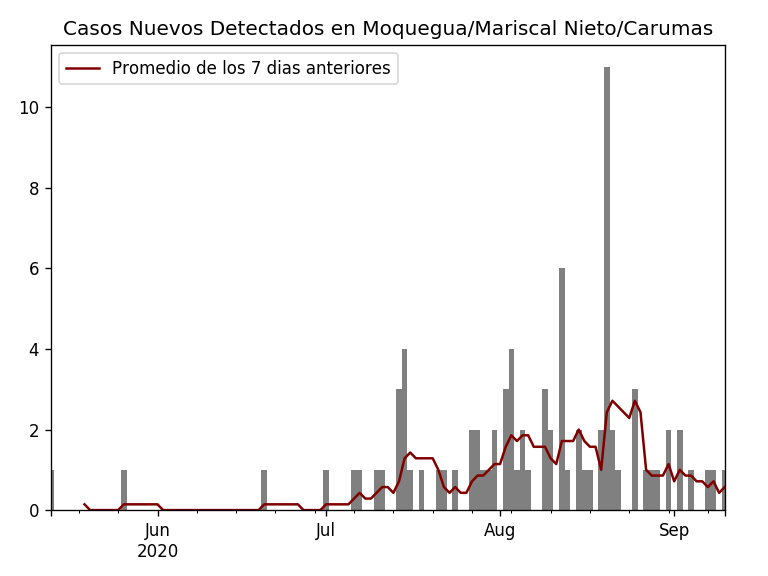 Casos Nuevos Detectados en Moquegua/Mariscal Nieto/Carumas
Promedio de los 7 dias anteriores
10
8
6
4
2
0
Jun
Jul
Aug
Sep
2020